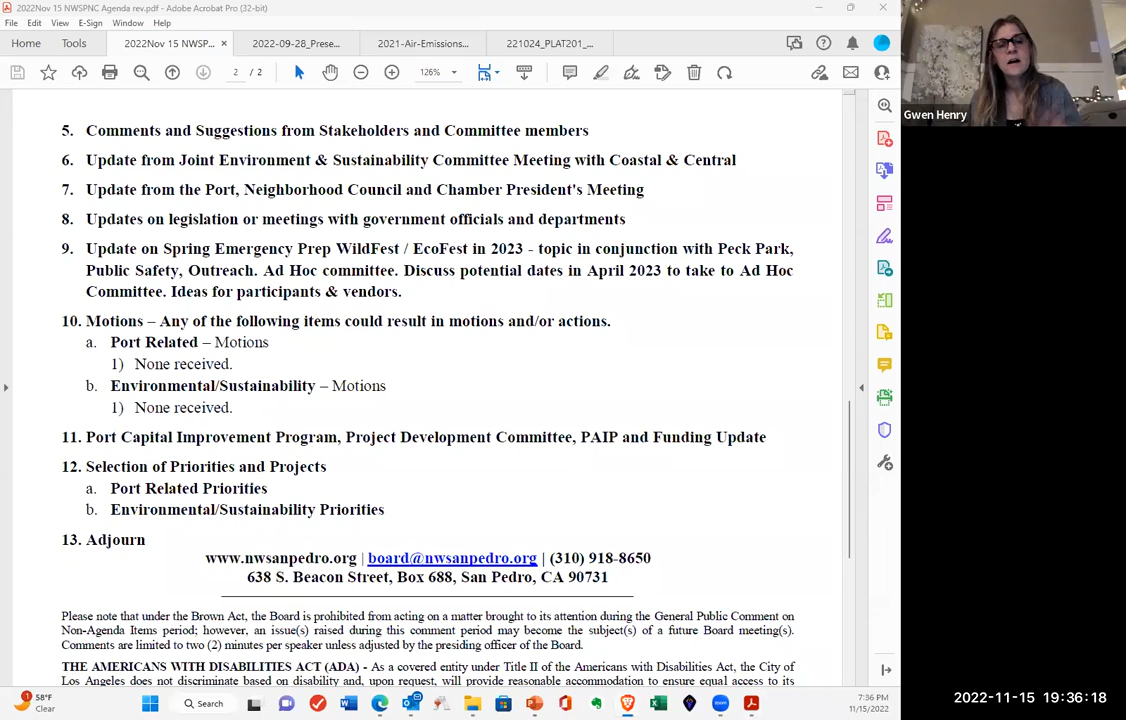 2022Nov 15 NWSPNC Agenda rev.pdf - Adobe Acrobat Pro (32-bit)
File Edit View E-Sign Window Help
Home Tools 2022Nov 15 NWSP... × 2022-09-28_Prese... 2021-Air-Emissions... 221024_PLAT201_...
2 / 2 126%
5. Comments and Suggestions from Stakeholders and Committee members
6. Update from Joint Environment & Sustainability Committee Meeting with Coastal & Central
7. Update from the Port, Neighborhood Council and Chamber President's Meeting
8. Updates on legislation or meetings with government officials and departments
9. Update on Spring Emergency Prep WildFest / EcoFest in 2023 - topic in conjunction with Peck Park,
Public Safety, Outreach. Ad Hoc committee. Discuss potential dates in April 2023 to take to Ad Hoc
Committee. Ideas for participants & vendors.
10. Motions – Any of the following items could result in motions and/or actions.
a. Port Related – Motions
1) None received.
b. Environmental/Sustainability – Motions
1) None received.
11. Port Capital Improvement Program, Project Development Committee, PAIP and Funding Update
12. Selection of Priorities and Projects
a. Port Related Priorities
b. Environmental/Sustainability Priorities
13. Adjourn
www.nwsanpedro.org | board@nwsanpedro.org | (310) 918-8650
638 S. Beacon Street, Box 688, San Pedro, CA 90731
Please note that under the Brown Act, the Board is prohibited from acting on a matter brought to its attention during the General Public Comment on
Non-Agenda Items period; however, an issue(s) raised during this comment period may become the subject(s) of a future Board meeting(s).
Comments are limited to two (2) minutes per speaker unless adjusted by the presiding officer of the Board.
THE AMERICANS WITH DISABILITIES ACT (ADA) - As a covered entity under Title II of the Americans with Disabilities Act, the City of
Los Angeles does not discriminate based on disability and, upon request, will provide reasonable accommodation to ensure equal access to its
58°F
Clear
Search
7:36 PM
11/15/2022
Gwen Henry
2022-11-15 19:36:18